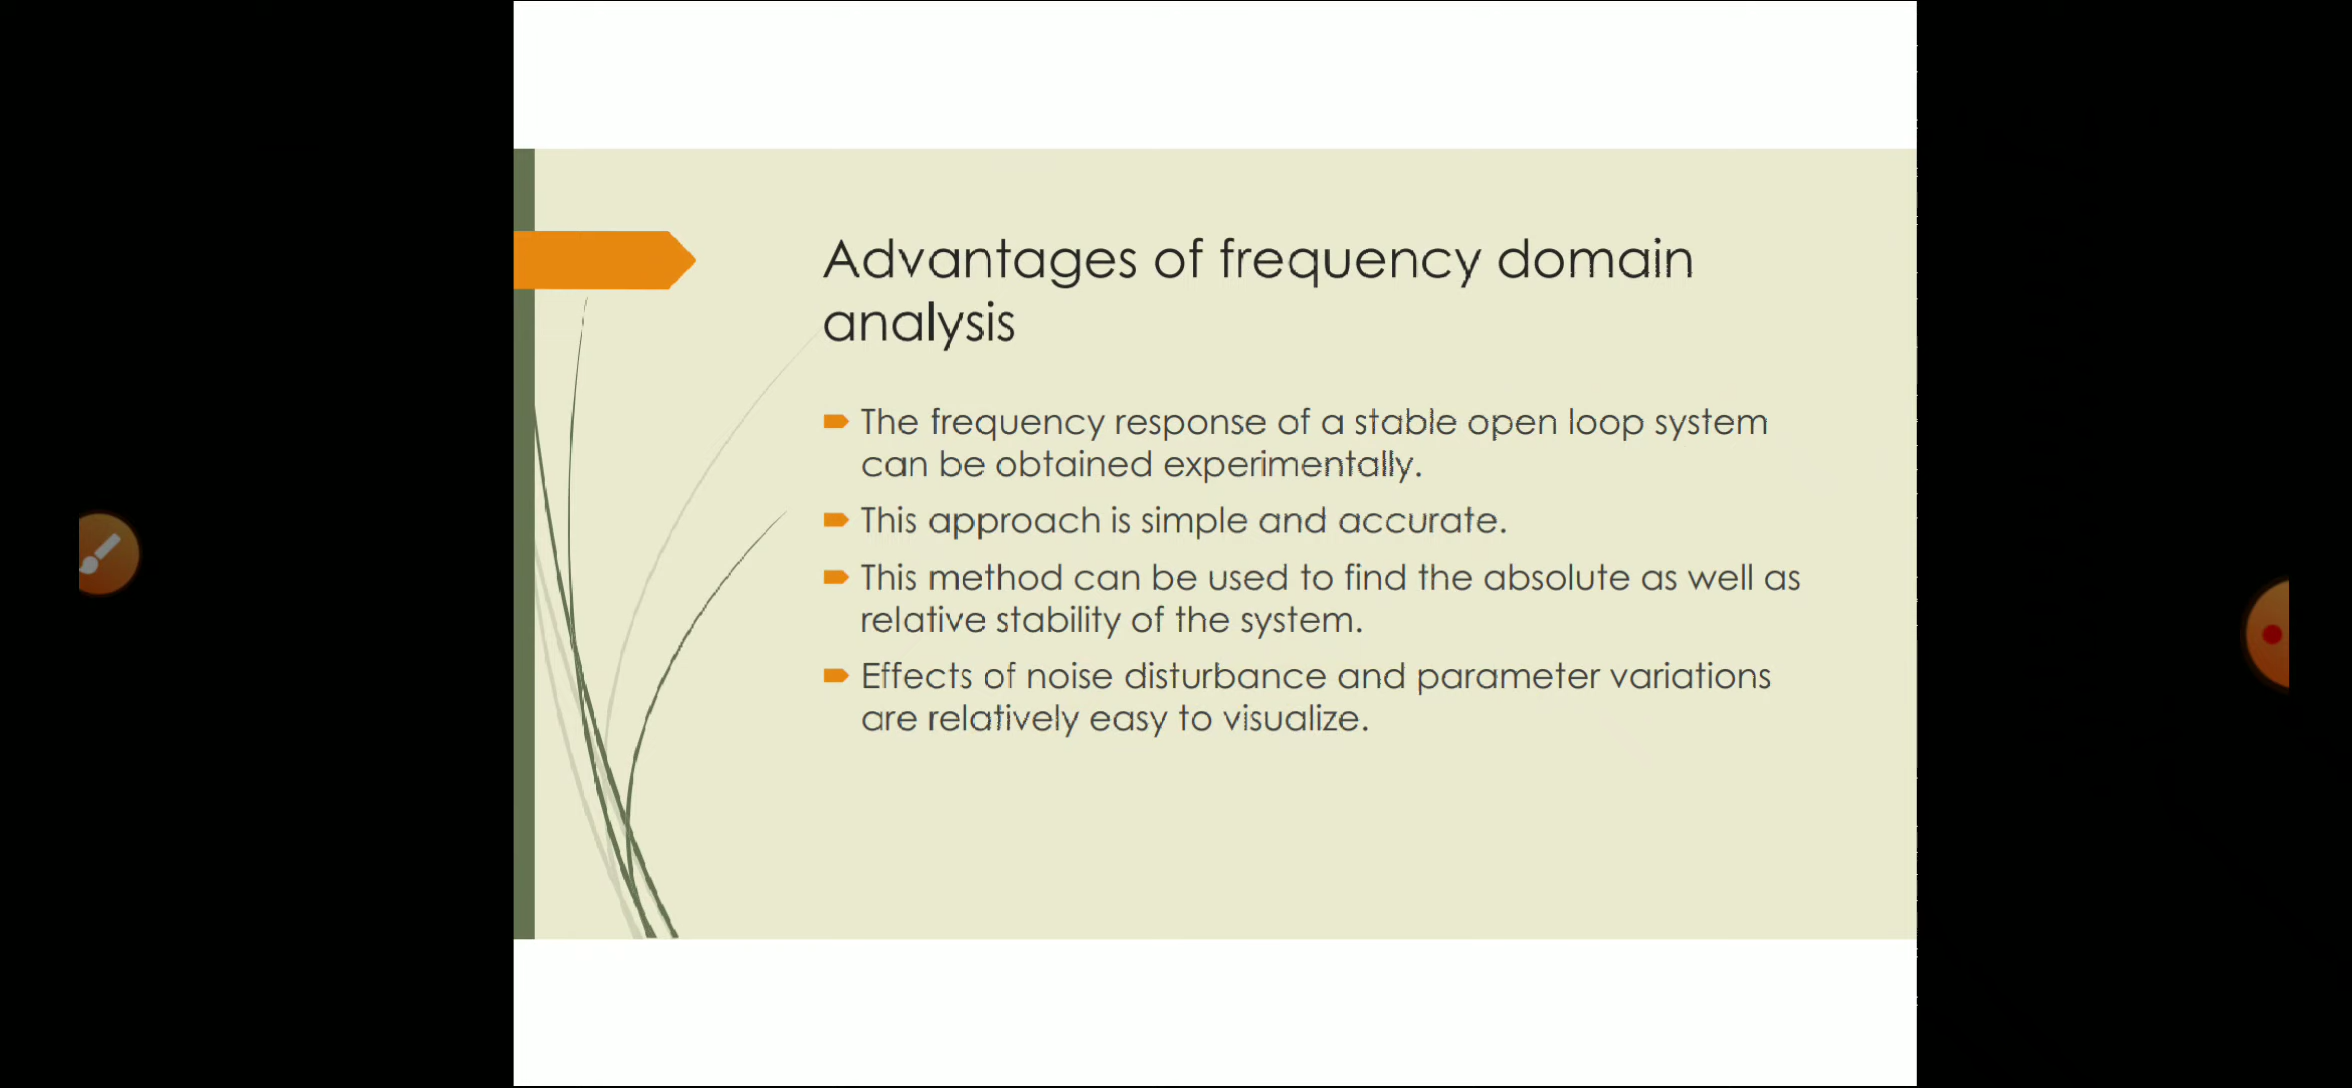 Advantages of frequency domain
analysis
The frequency response of a stable open loop system
can be obtained experimentally.
This approach is simple and accurate.
This method can be used to find the absolute as well as
relative stability of the system.
Effects of noise disturbance and parameter variations
are relatively easy to visualize.